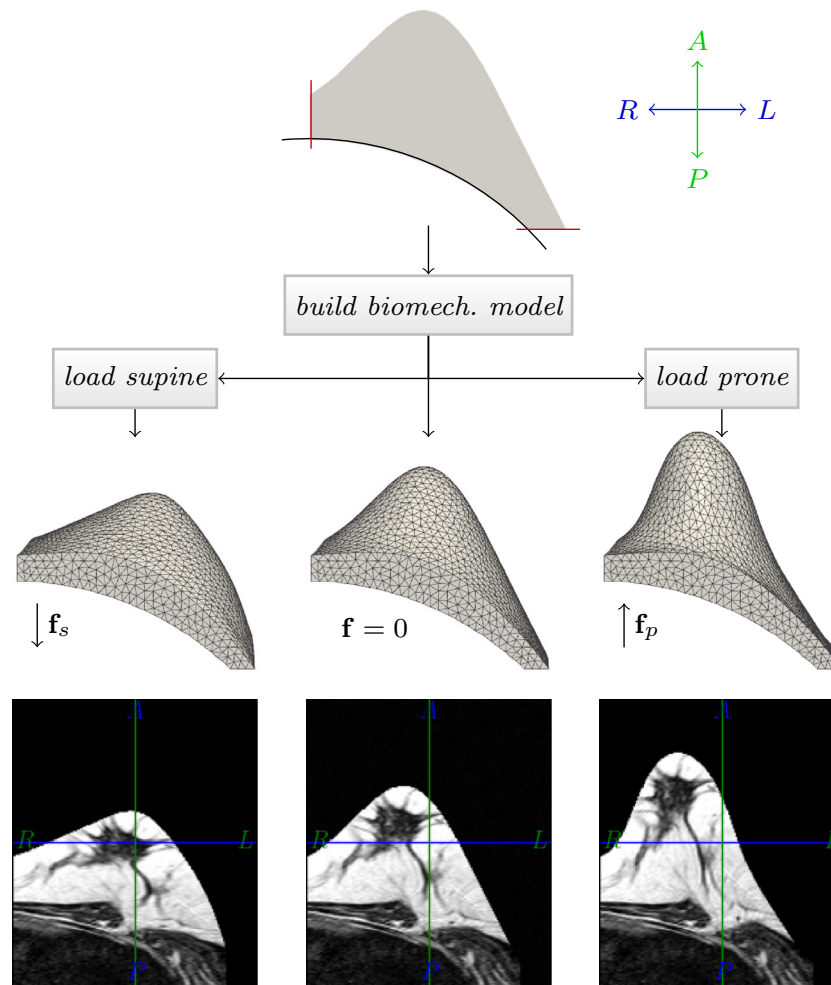 A
R L
P
build biomech. model
load supine
load prone
f_s
f = 0
f_p
A A A
R L R L R
P P P